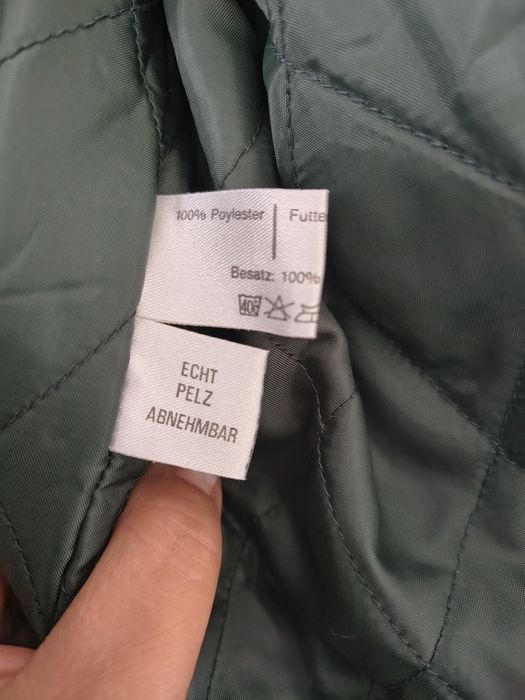 100% Poylester | Futte
Besatz: 100%
40°
ECHT
PELZ
ABNEHMBAR